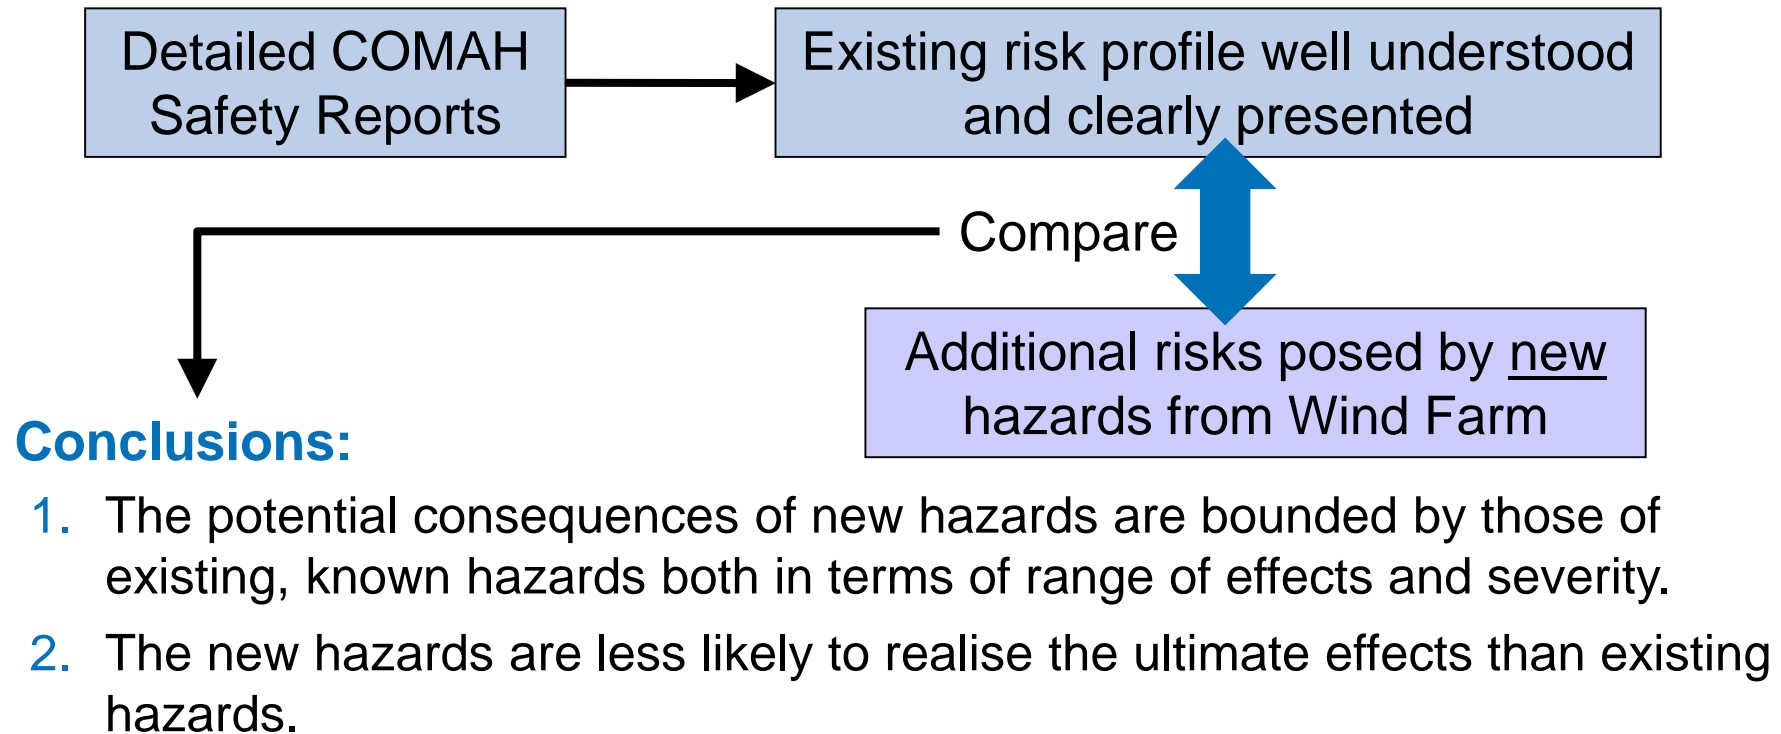 Detailed COMAH
Safety Reports
Existing risk profile well understood
and clearly presented
Compare
Additional risks posed by new
hazards from Wind Farm
Conclusions:
1. The potential consequences of new hazards are bounded by those of
existing, known hazards both in terms of range of effects and severity.
2. The new hazards are less likely to realise the ultimate effects than existing
hazards.